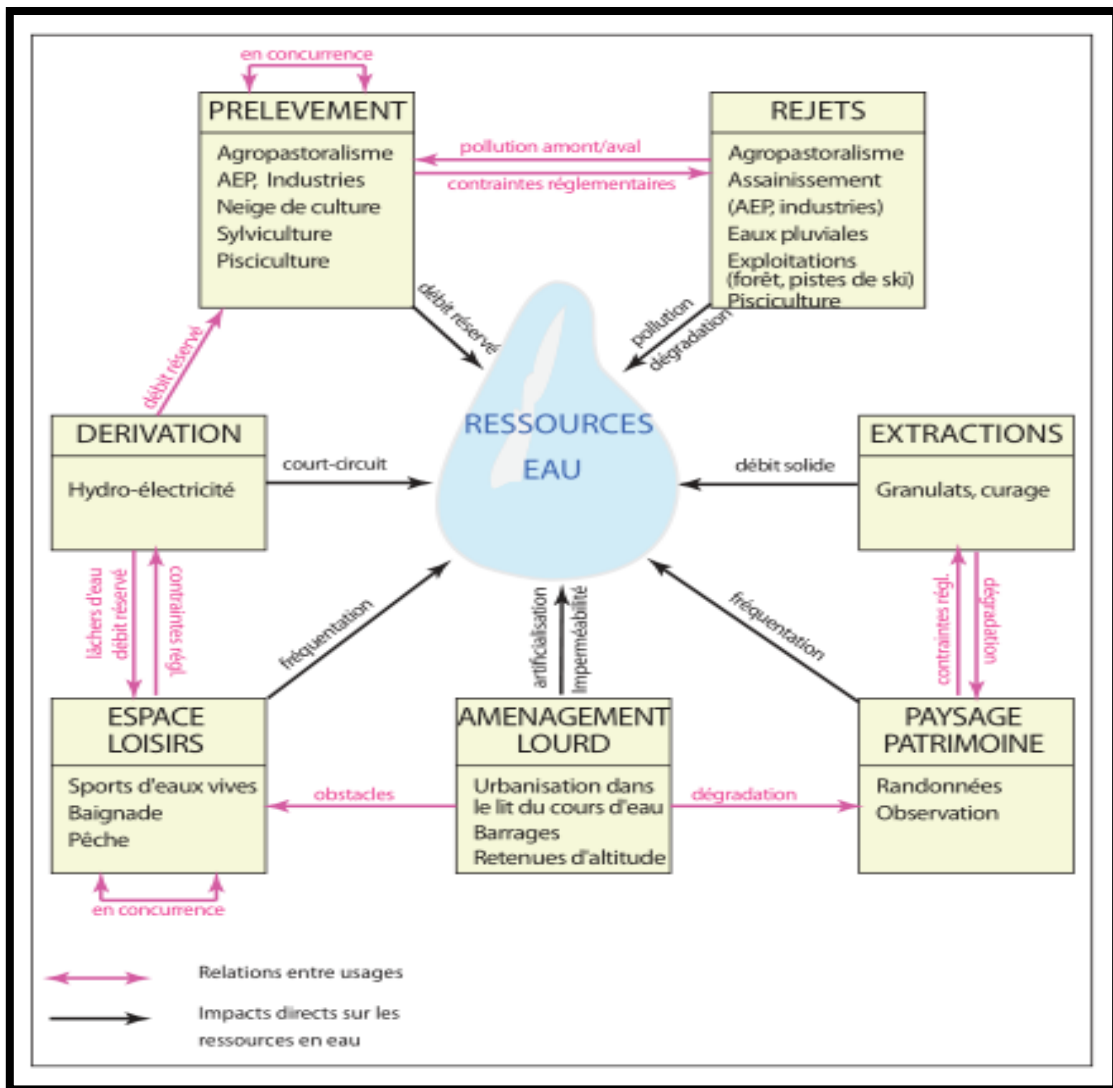 en concurrence
PRELEVEMENT
Agropastoralisme
AEP, Industries
Neige de culture
Sylviculture
Pisciculture
pollution amont/aval
contraintes réglementaires
REJETS
Agropastoralisme
Assainissement
(AEP, industries)
Eaux pluviales
Exploitations
(forêt, pistes de ski)
Pisciculture
débit réservé
débit réservé
pollution
dégradation
RESSOURCES
EAU
DERIVATION
Hydro-électricité
court-circuit
débit solide
EXTRACTIONS
Granulats, curage
lâchers d'eau
débit réservé
contraintes régl.
fréquentation
artificialisation
Imperméabilité
fréquentation
contraintes régl.
dégradation
ESPACE
LOISIRS
Sports d'eaux vives
Baignade
Pêche
obstacles
AMENAGEMENT
LOURD
Urbanisation dans
le lit du cours d'eau
Barrages
Retenues d'altitude
dégradation
PAYSAGE
PATRIMOINE
Randonnées
Observation
en concurrence
Relations entre usages
Impacts directs sur les
ressources en eau